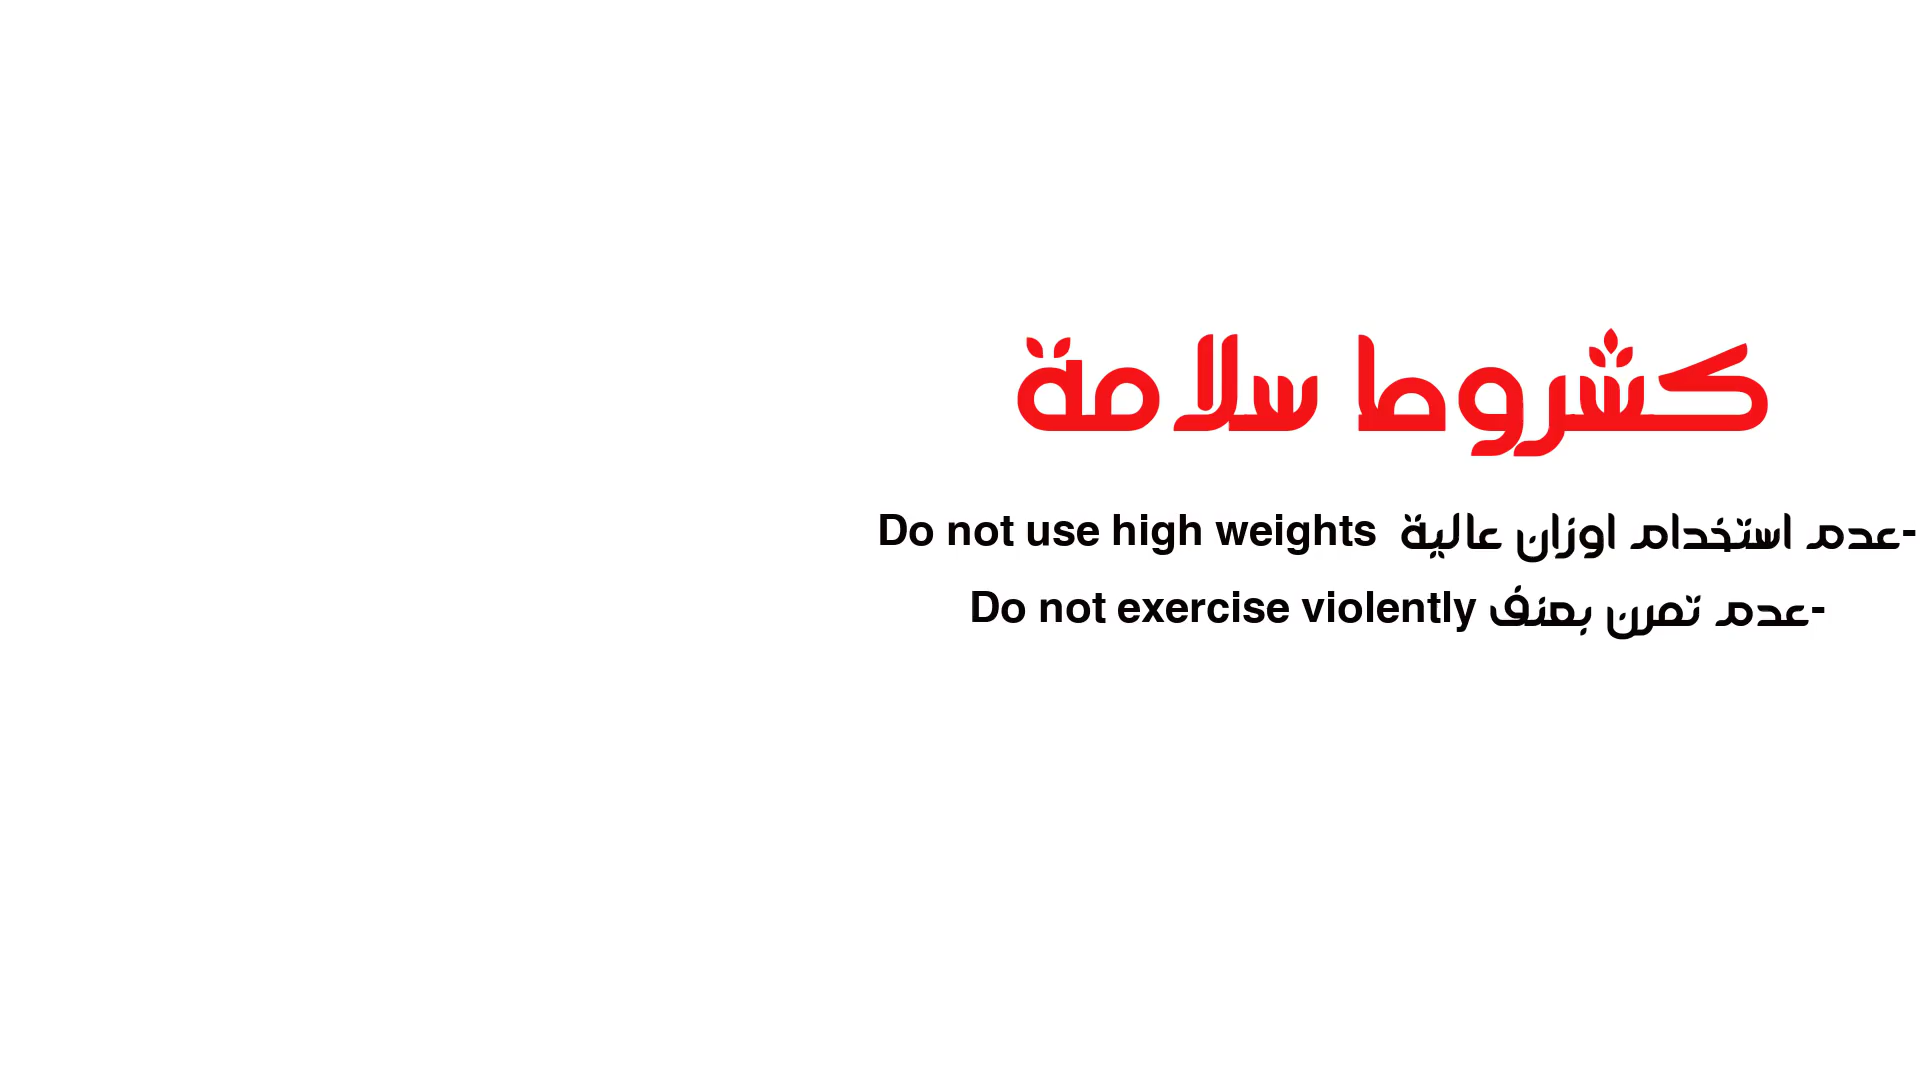 كشروط سلامة
-عدم استخدام اوزان عالية Do not use high weights
-عدم تمرن بعنف Do not exercise violently